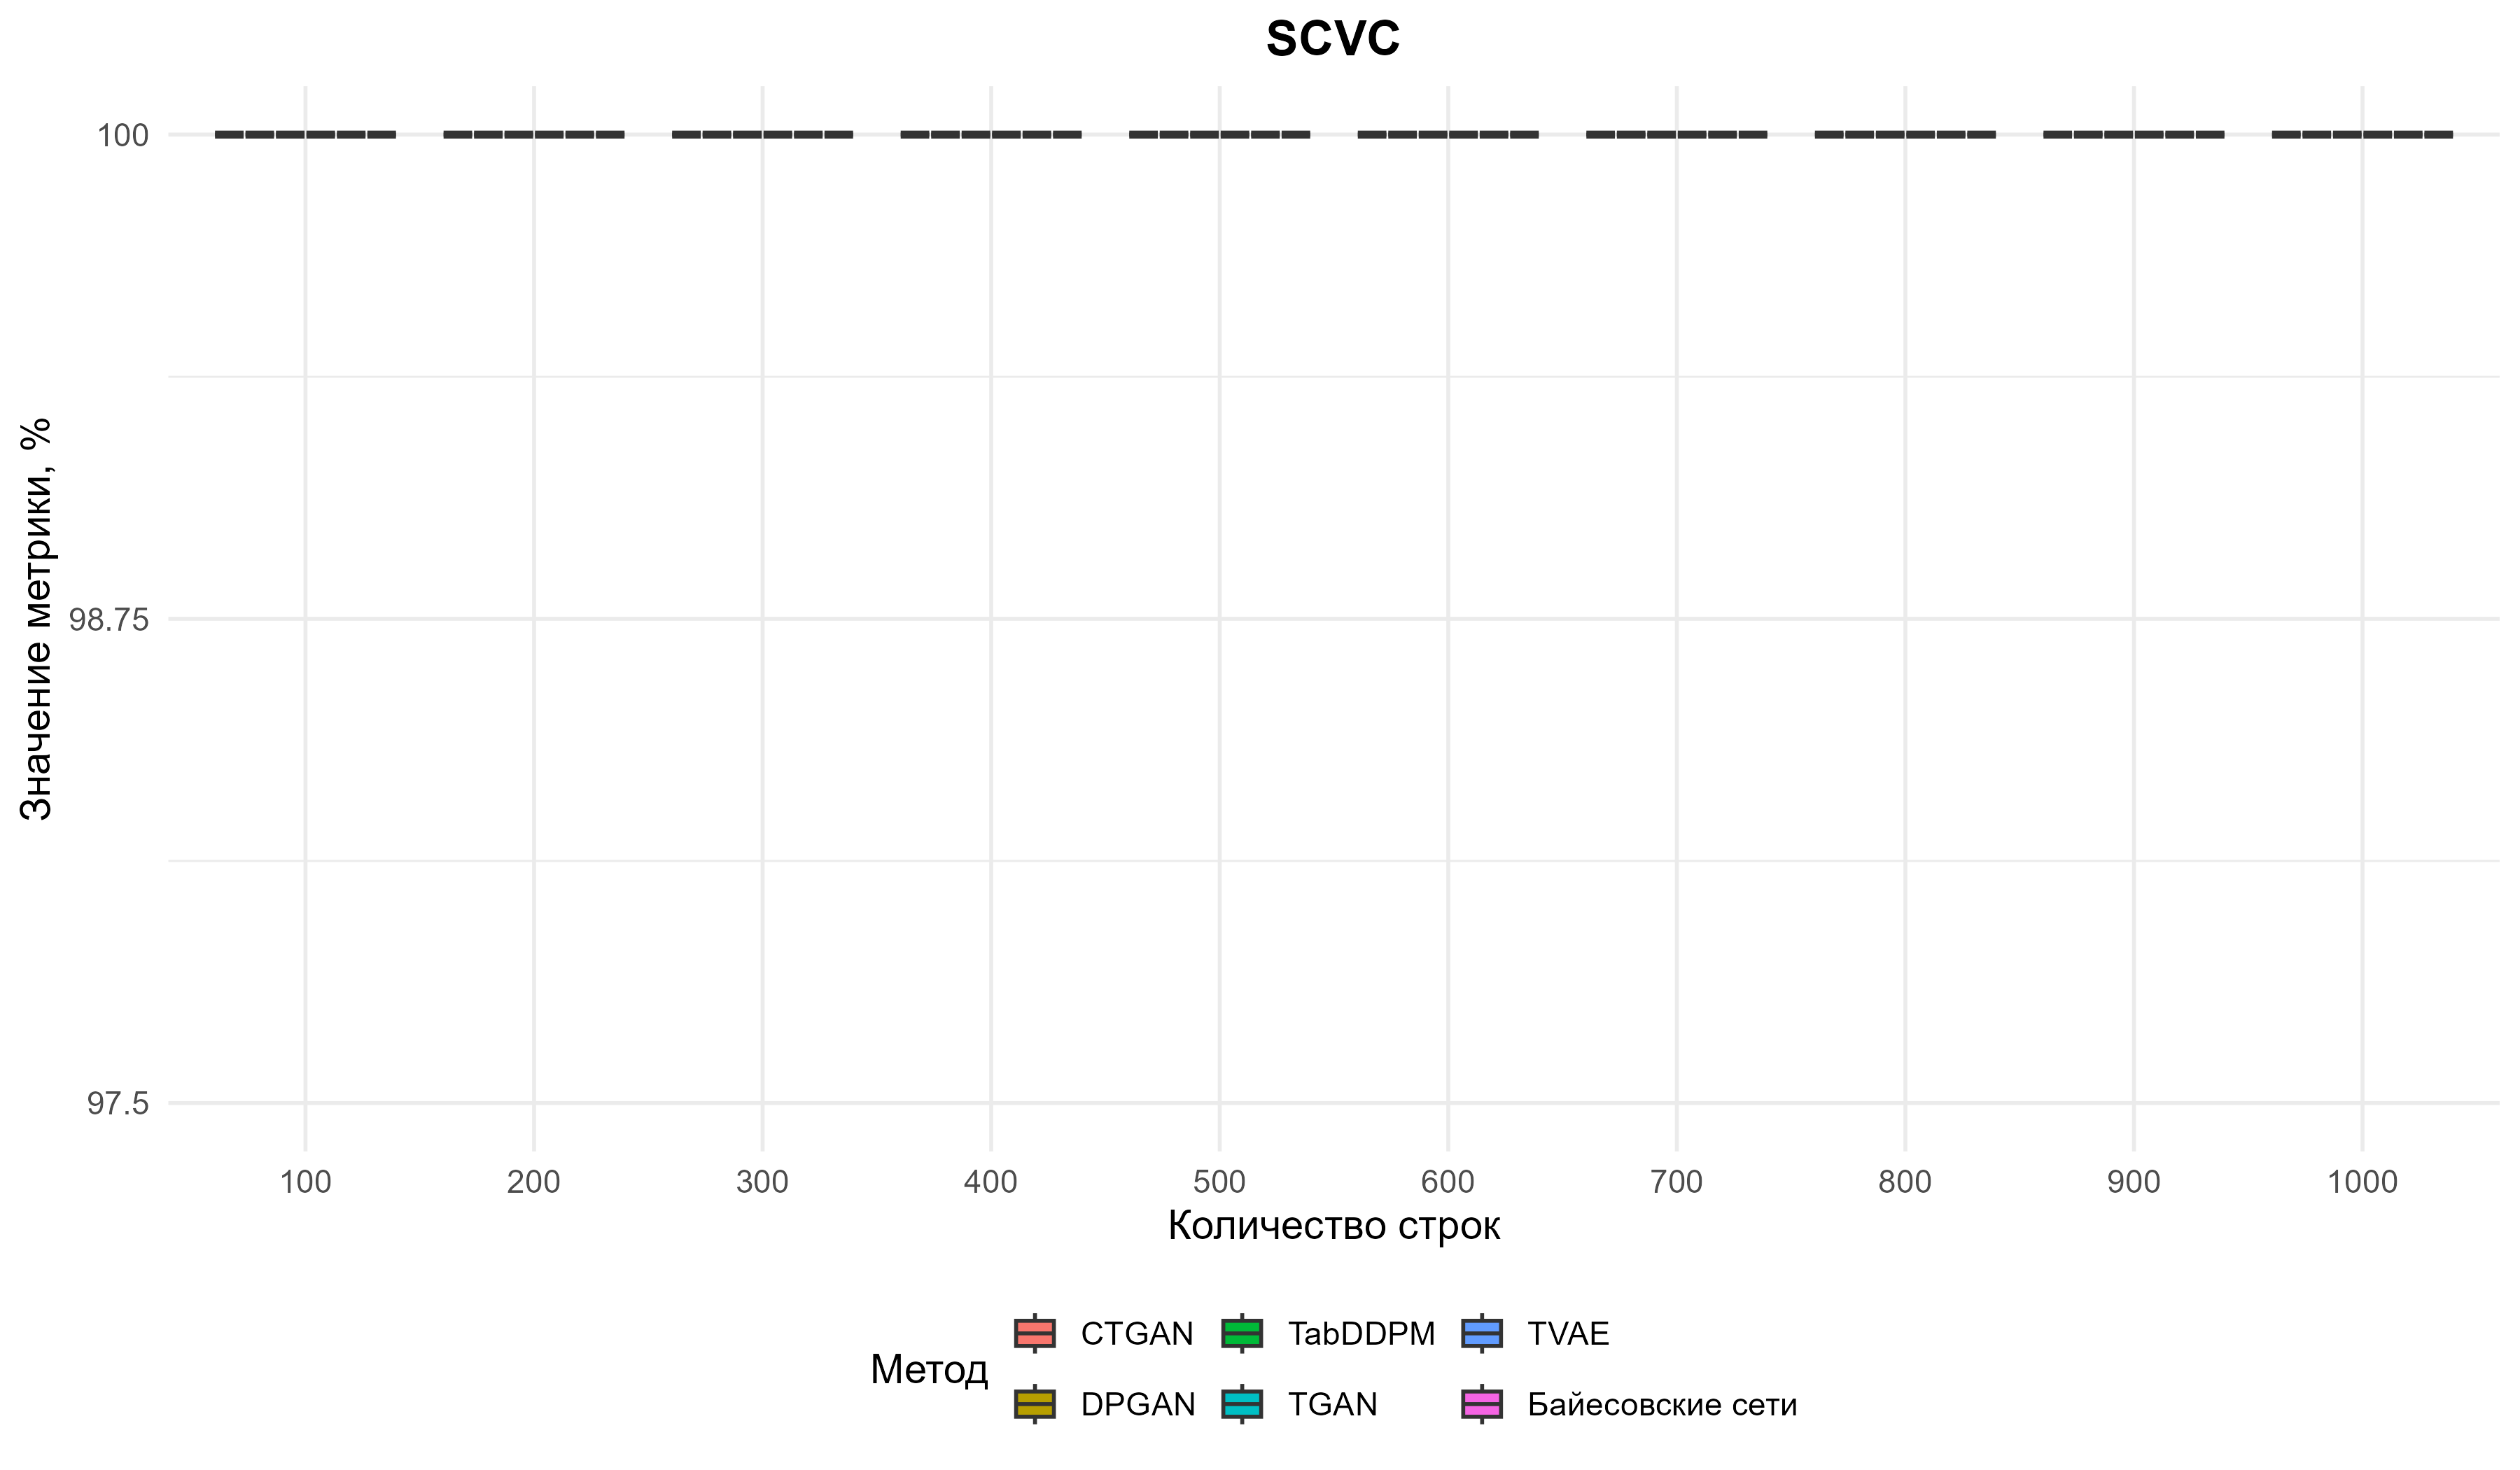 SCVC
Значение метрики, %
100
98.75
97.5
100 200 300 400 500 600 700 800 900 1000
Количество строк
Метод
CTGAN TabDDPM TVAE
DPGAN TGAN Байесовские сети